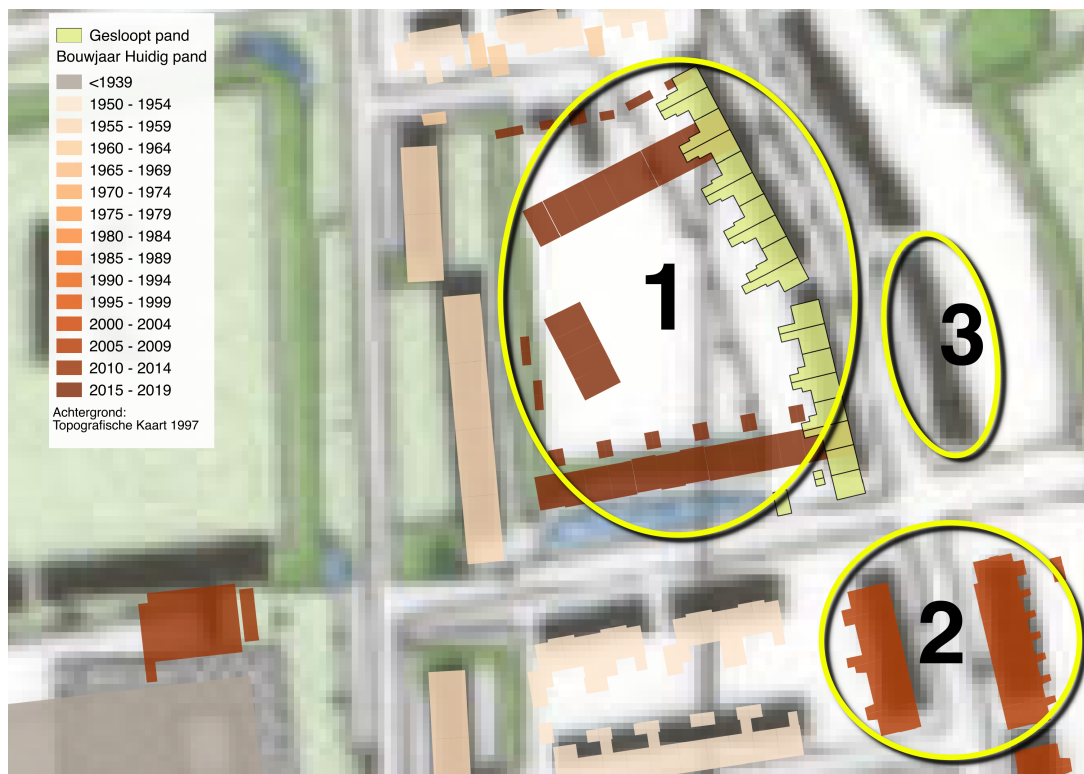 Gesloopt pand
Bouwjaar Huidig pand
<1939
1950 - 1954
1955 - 1959
1960 - 1964
1965 - 1969
1970 - 1974
1975 - 1979
1980 - 1984
1985 - 1989
1990 - 1994
1995 - 1999
2000 - 2004
2005 - 2009
2010 - 2014
2015 - 2019
Achtergrond:
Topografische Kaart 1997
1
3
2